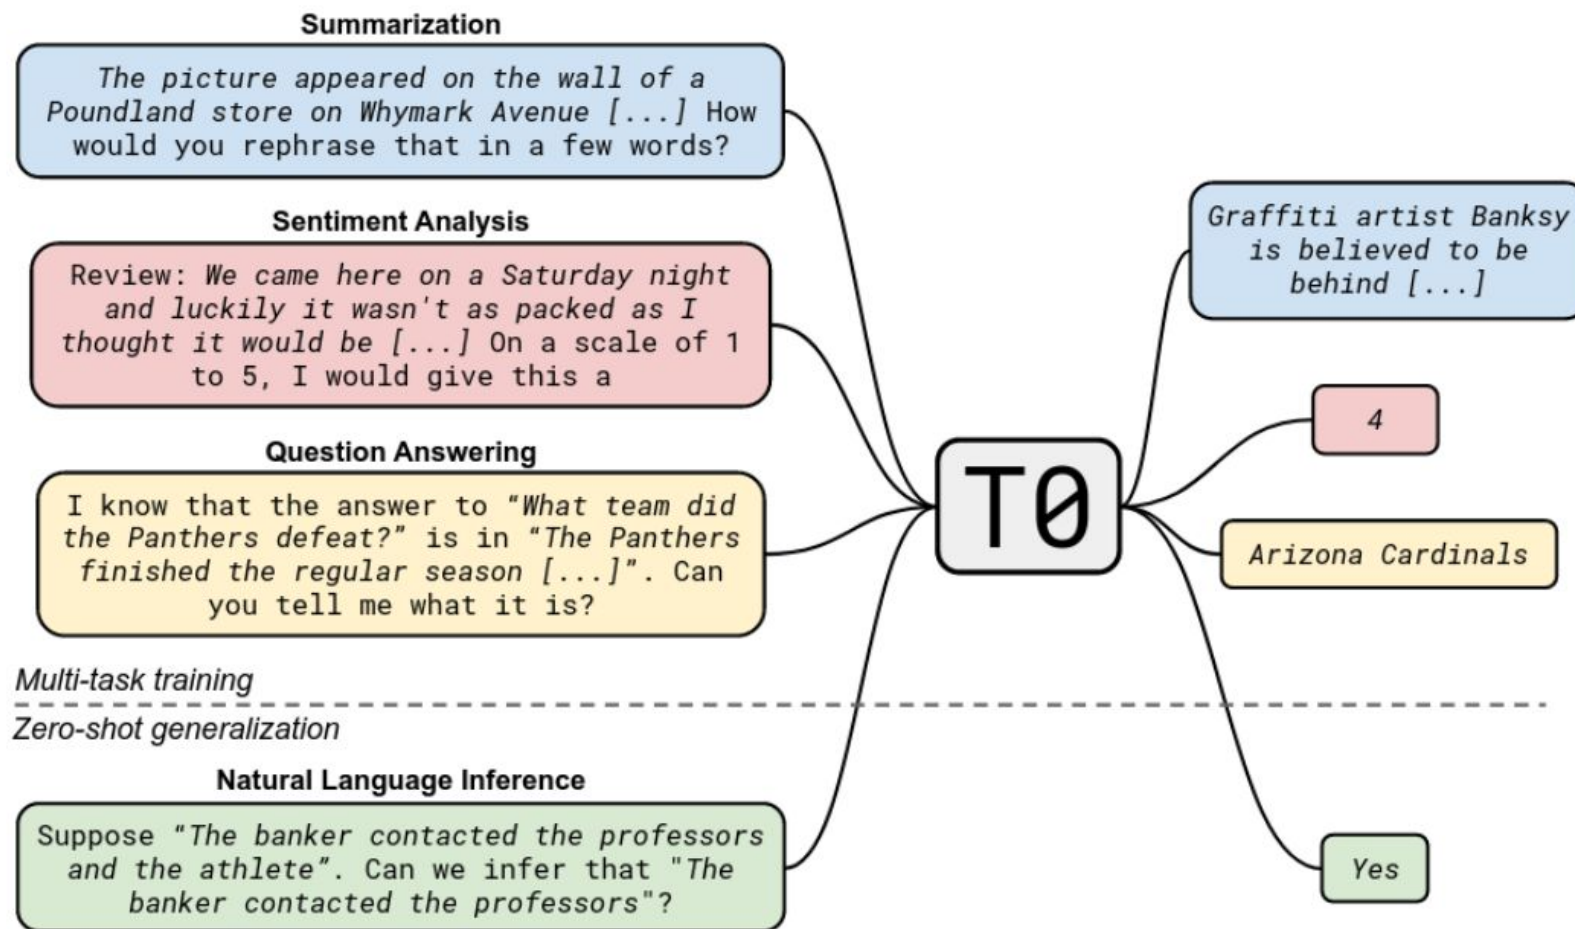 Summarization
The picture appeared on the wall of a
Poundland store on Whymark Avenue [...] How
would you rephrase that in a few words?
Sentiment Analysis
Review: We came here on a Saturday night
and luckily it wasn't as packed as I
thought it would be [...] On a scale of 1
to 5, I would give this a
Question Answering
I know that the answer to “What team did
the Panthers defeat?” is in “The Panthers
finished the regular season [...]”. Can
you tell me what it is?
Multi-task training
Zero-shot generalization
Natural Language Inference
Suppose “The banker contacted the professors
and the athlete”. Can we infer that "The
banker contacted the professors"?
T0
Graffiti artist Banksy
is believed to be
behind [...]
4
Arizona Cardinals
Yes